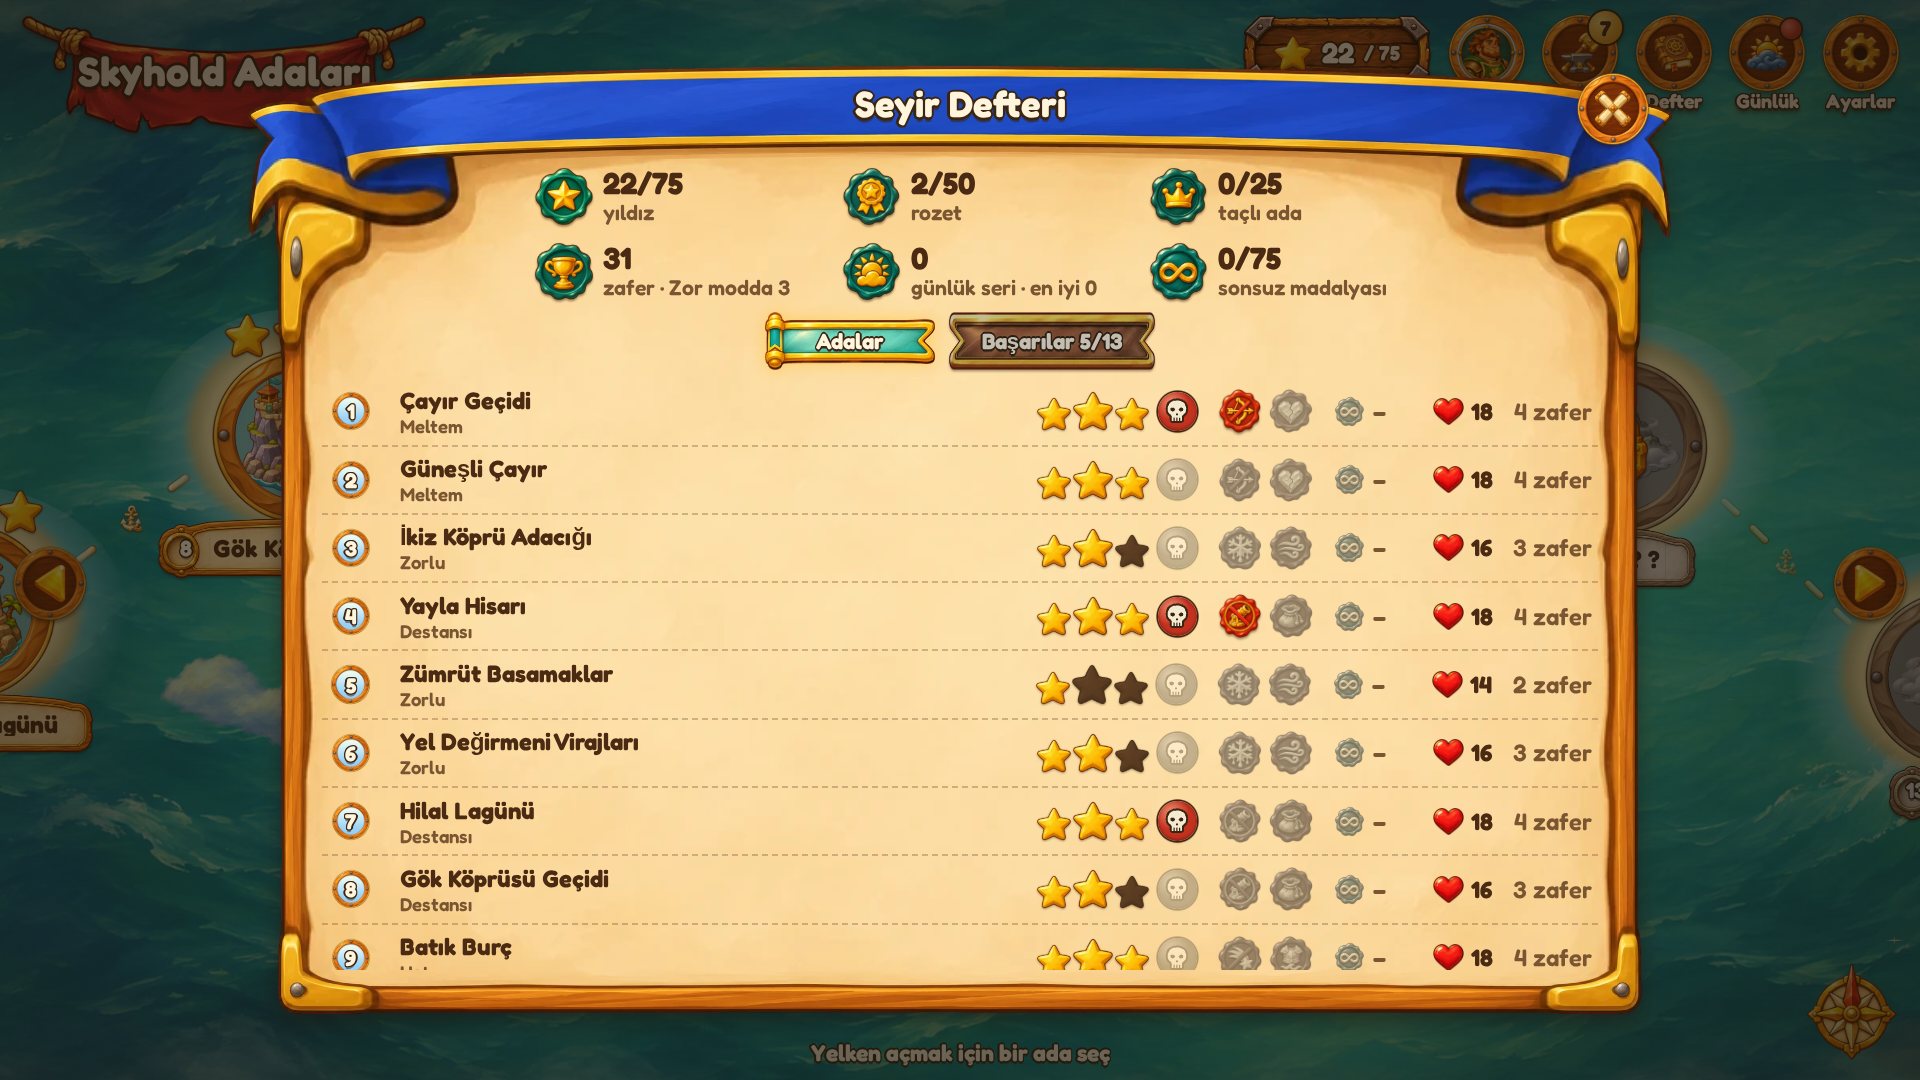 Skyhold Adaları
22 / 75
7
Defter
Günlük
Ayarlar
Seyir Defteri
22/75
yıldız
2/50
rozet
0/25
taçlı ada
31
zafer · Zor modda 3
0
günlük seri · en iyi 0
0/75
sonsuz madalyası
Adalar
Başarılar 5/13
1 Çayır Geçidi – 18 4 zafer
Meltem
2 Güneşli Çayır – 18 4 zafer
Meltem
3 İkiz Köprü Adacığı – 16 3 zafer
Zorlu
4 Yayla Hisarı – 18 4 zafer
Destansı
5 Zümrüt Basamaklar – 14 2 zafer
Zorlu
6 Yel Değirmeni Virajları – 16 3 zafer
Zorlu
7 Hilal Lagünü – 18 4 zafer
Destansı
8 Gök Köprüsü Geçidi – 16 3 zafer
Destansı
9 Batık Burç – 18 4 zafer
8 Gök Kö
agünü
?
13
Yelken açmak için bir ada seç